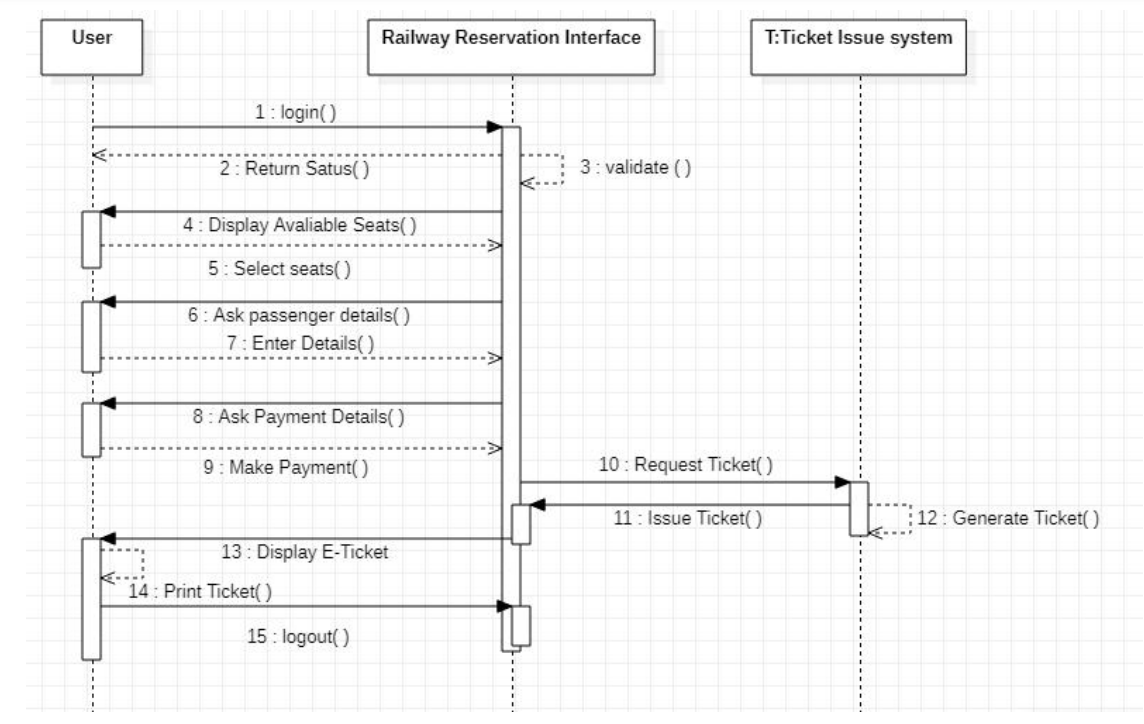 User
Railway Reservation Interface
T:Ticket Issue system
1 : login( )
2 : Return Satus( )
3 : validate ( )
4 : Display Avaliable Seats( )
5 : Select seats( )
6 : Ask passenger details( )
7 : Enter Details( )
8 : Ask Payment Details( )
9 : Make Payment( )
10 : Request Ticket( )
11 : Issue Ticket( )
12 : Generate Ticket( )
13 : Display E-Ticket
14 : Print Ticket( )
15 : logout( )